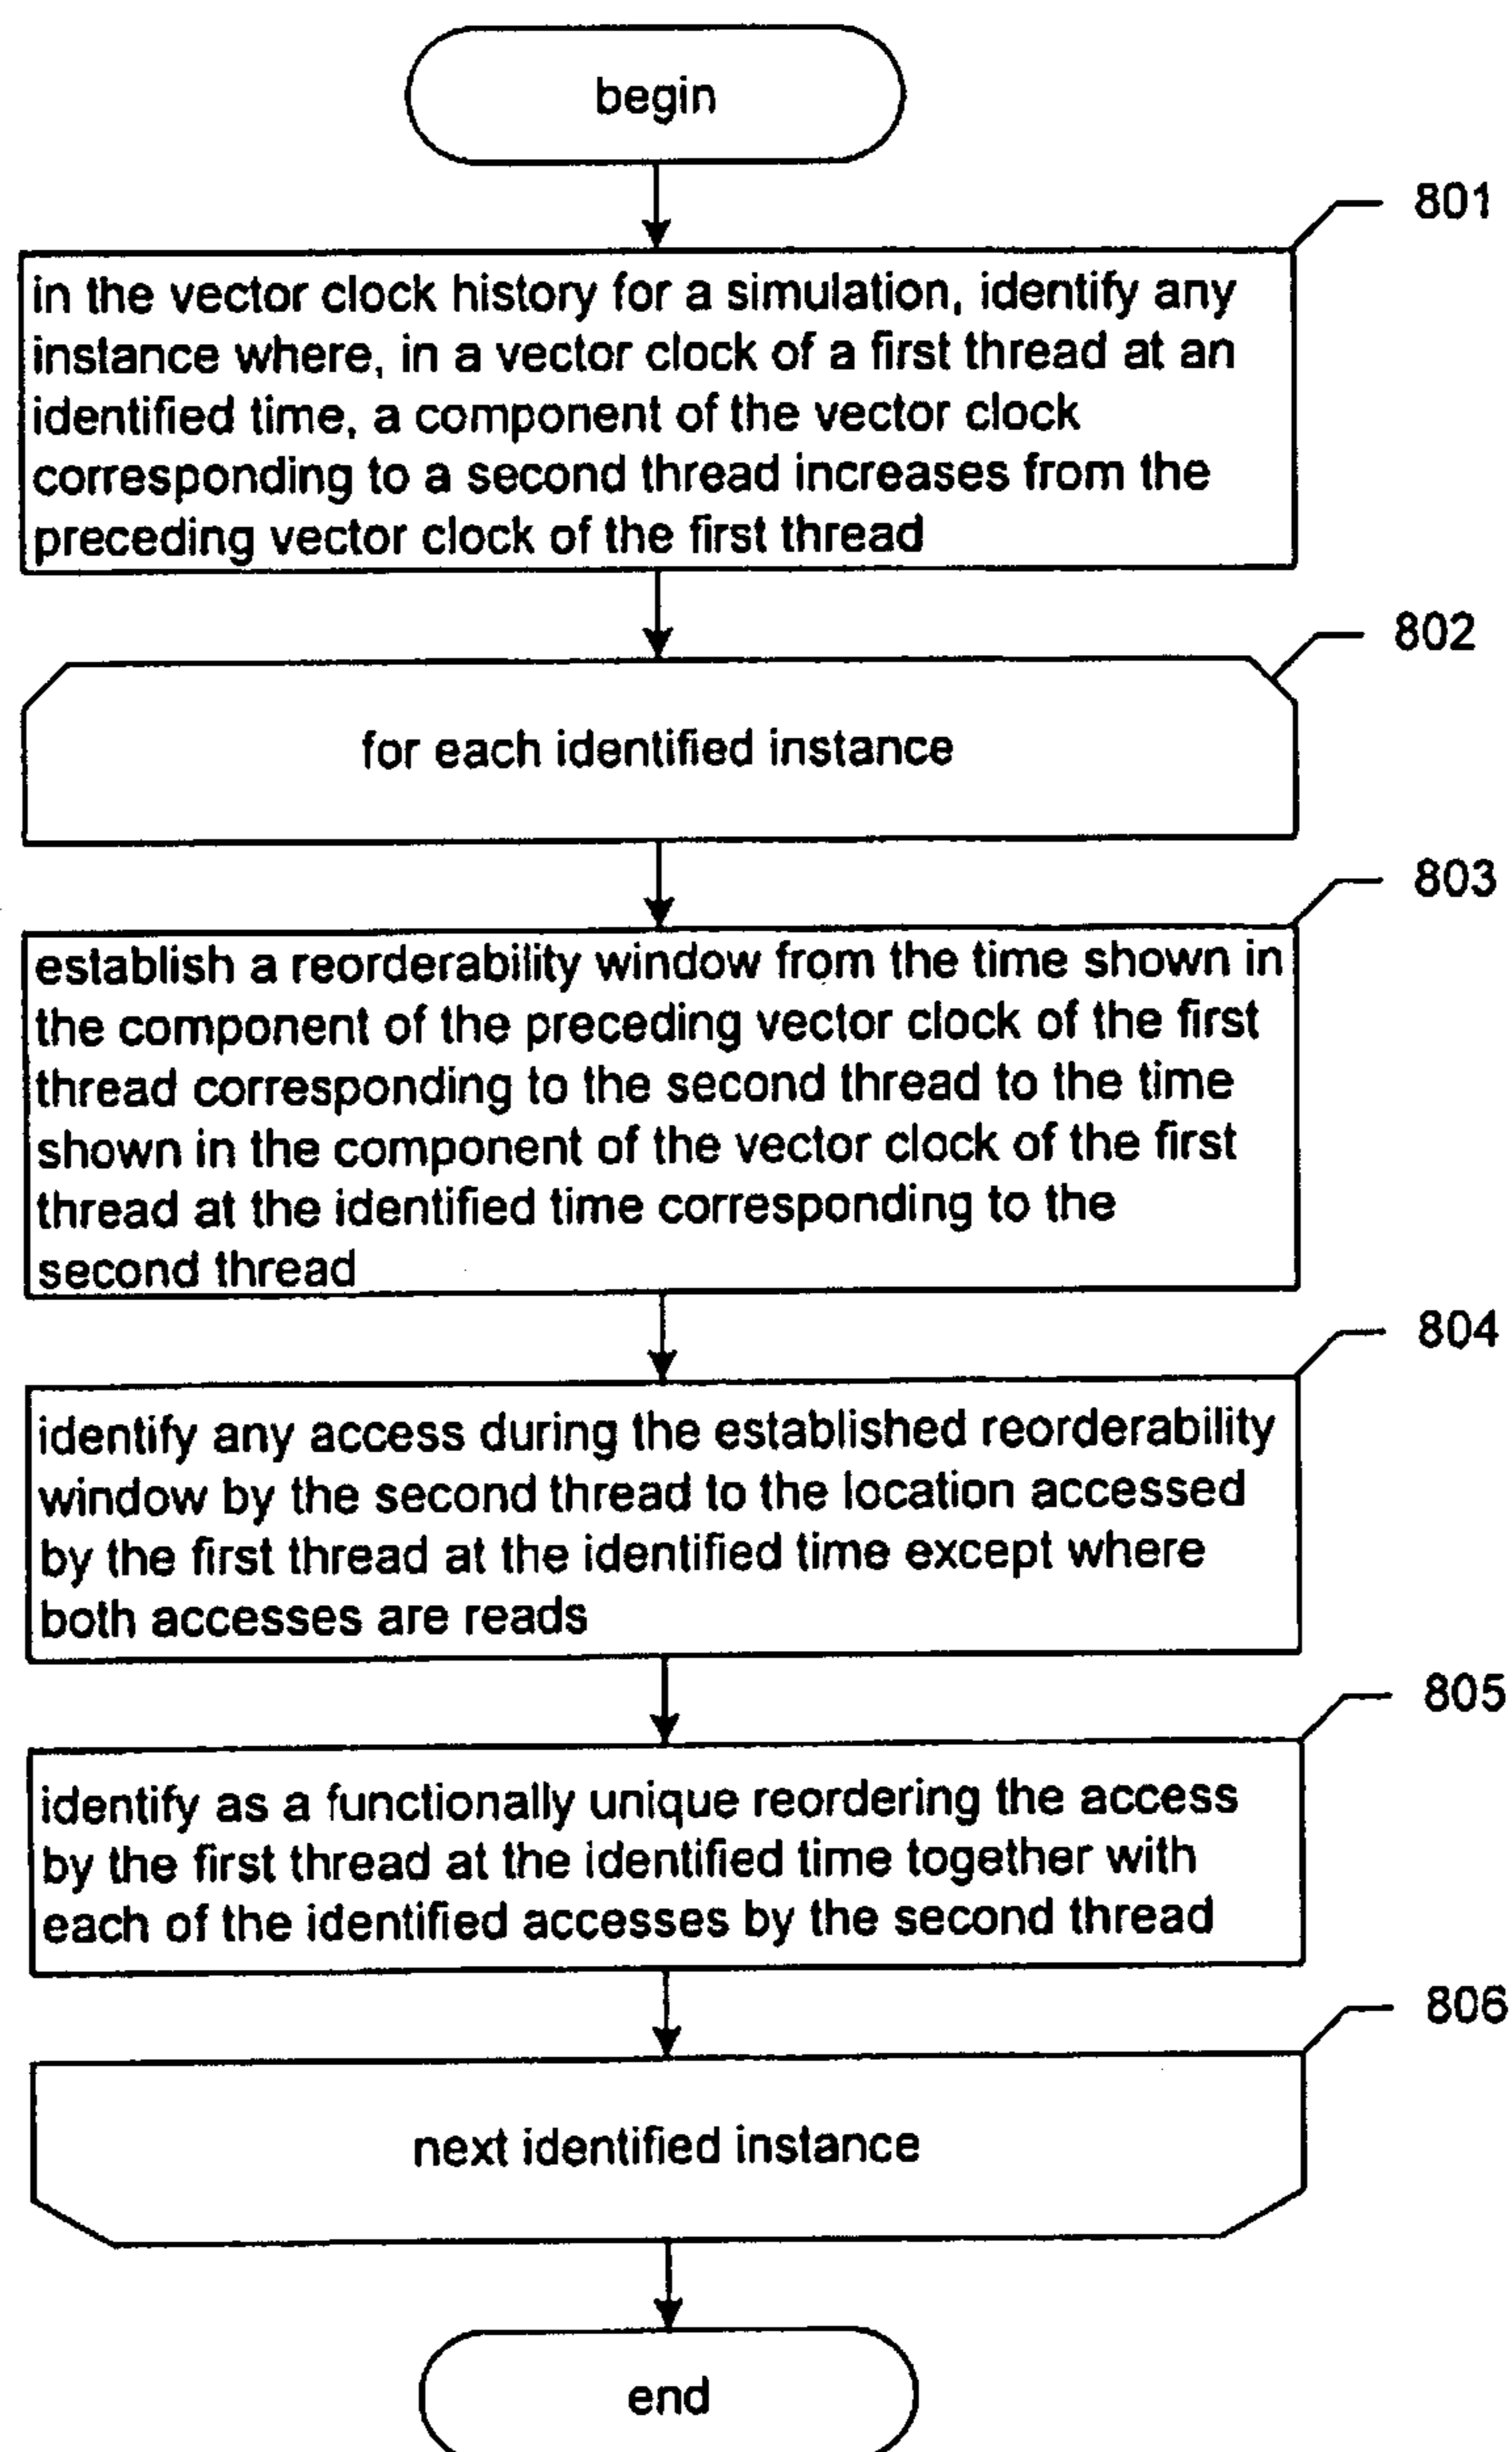 begin
801
in the vector clock history for a simulation, identify any
instance where, in a vector clock of a first thread at an
identified time, a component of the vector clock
corresponding to a second thread increases from the
preceding vector clock of the first thread
802
for each identified instance
803
establish a reorderability window from the time shown in
the component of the preceding vector clock of the first
thread corresponding to the second thread to the time
shown in the component of the vector clock of the first
thread at the identified time corresponding to the
second thread
804
identify any access during the established reorderability
window by the second thread to the location accessed
by the first thread at the identified time except where
both accesses are reads
805
identify as a functionally unique reordering the access
by the first thread at the identified time together with
each of the identified accesses by the second thread
806
next identified instance
end